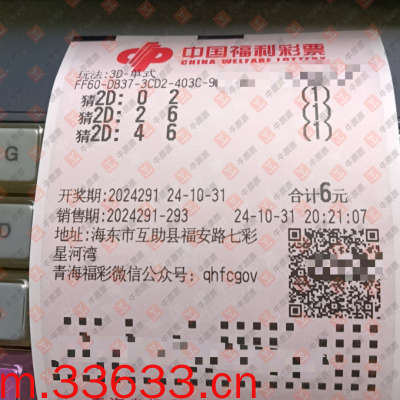 中国福利彩票
CHINA WELFARE LOTTERY
玩法:3D-单式
FF60-DB37-3CD2-403C-9
猜2D: 0 2 (1)
猜2D: 2 6 (1)
猜2D: 4 6 (1)
开奖期:2024291 24-10-31 合计6元
销售期:2024291-293 24-10-31 20:21:07
地址:海东市互助县福安路七彩
星河湾
青海福彩微信公众号: qhfcgov
G
D
m.33633.cn